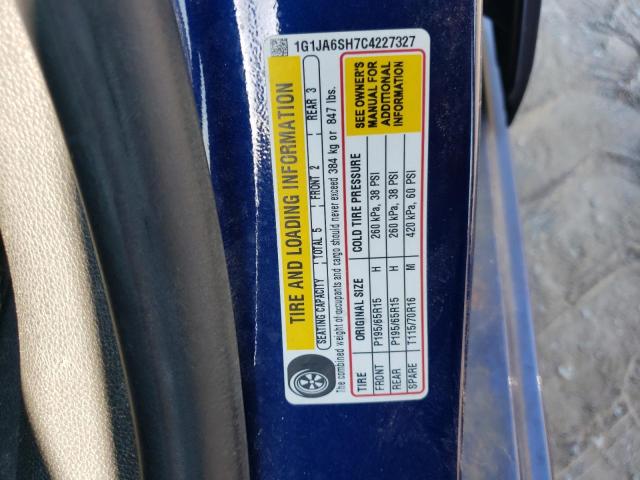 1G1JA6SH7C4227327
TIRE AND LOADING INFORMATION
SEATING CAPACITY TOTAL 5 FRONT 2 REAR 3
The combined weight of occupants and cargo should never exceed 384 kg or 847 lbs.
TIRE ORIGINAL SIZE COLD TIRE PRESSURE
FRONT P195/65R15 H 260 kPa, 38 PSI
REAR P195/65R15 H 260 kPa, 38 PSI
SPARE T115/70R16 M 420 kPa, 60 PSI
SEE OWNER'S
MANUAL FOR
ADDITIONAL
INFORMATION